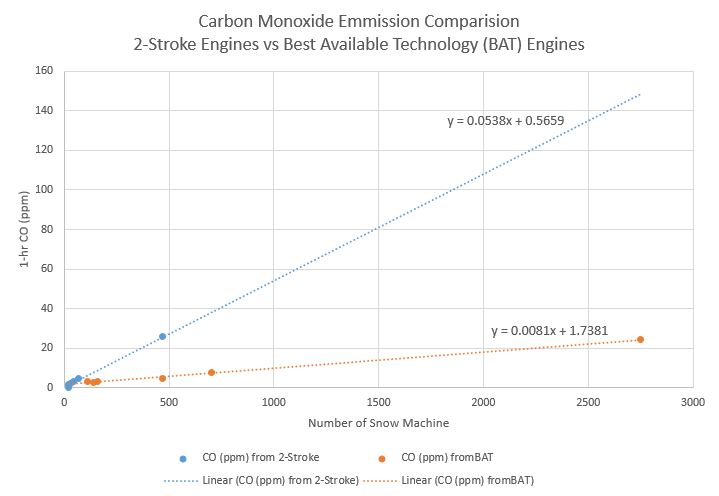 Carbon Monoxide Emmission Comparision
2-Stroke Engines vs Best Available Technology (BAT) Engines
160
140
120
100
80
60
40
20
0
1-hr CO (ppm)
y = 0.0538x + 0.5659
y = 0.0081x + 1.7381
0 500 1000 1500 2000 2500 3000
Number of Snow Machine
CO (ppm) from 2-Stroke CO (ppm) fromBAT
Linear (CO (ppm) from 2-Stroke) Linear (CO (ppm) fromBAT)